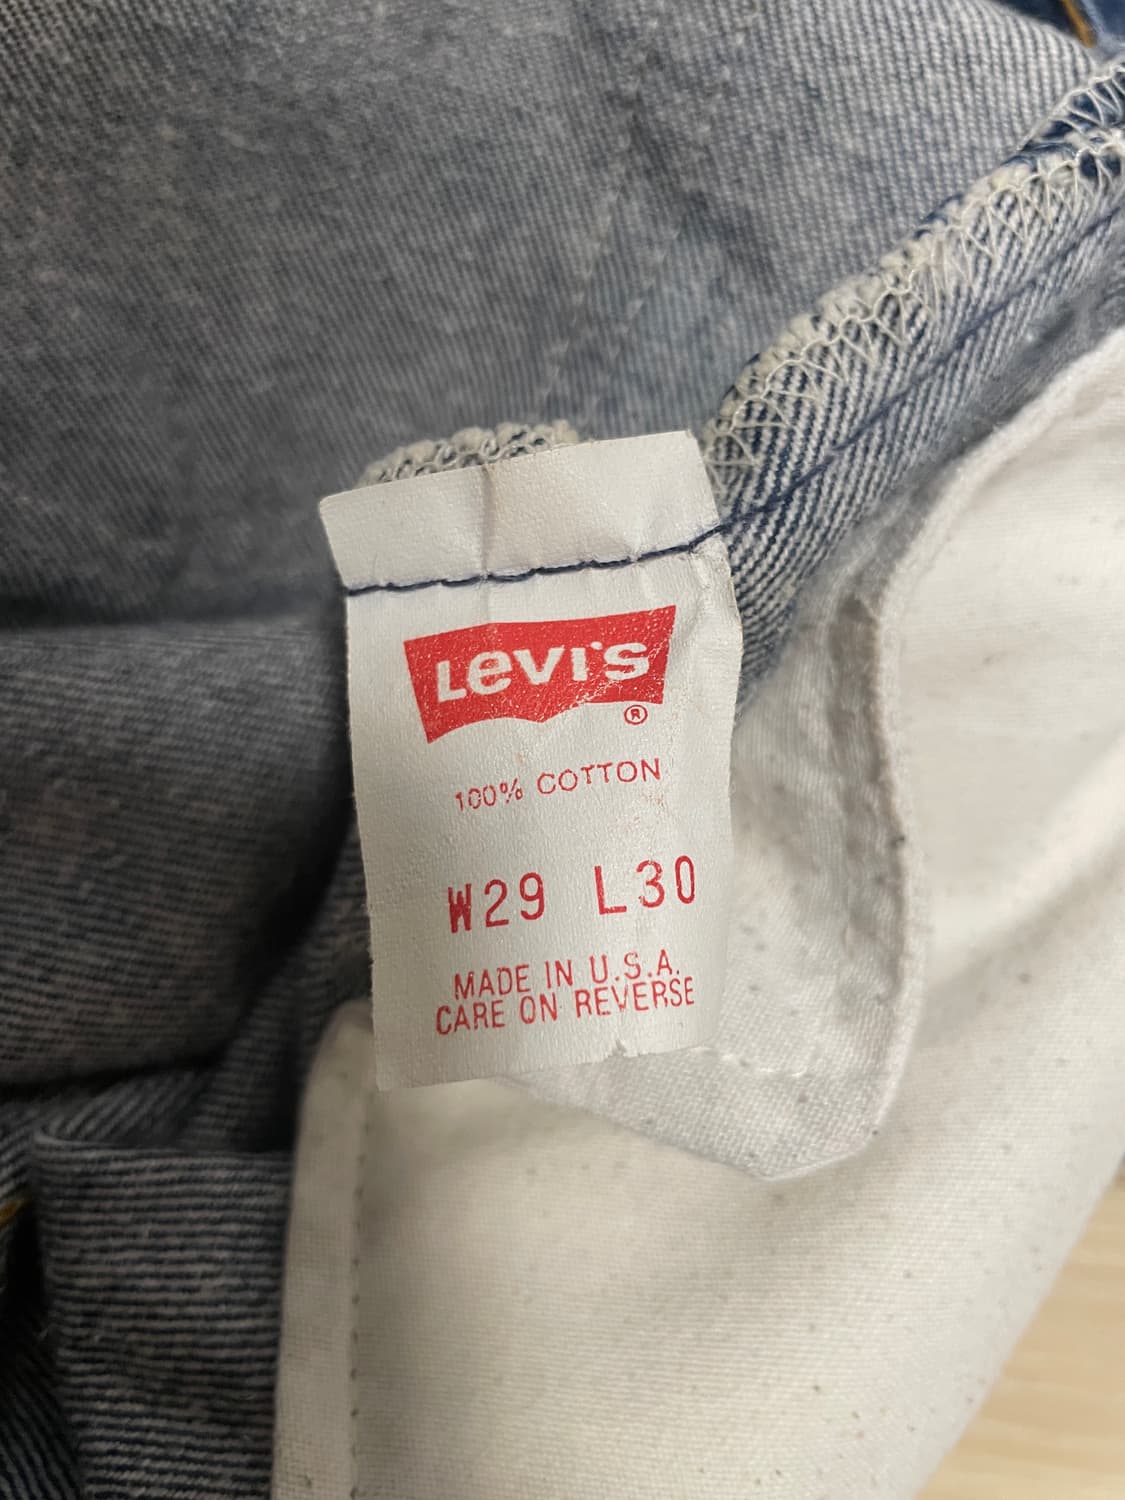 Levi's
®
100% COTTON
W29 L30
MADE IN U.S.A.
CARE ON REVERSE